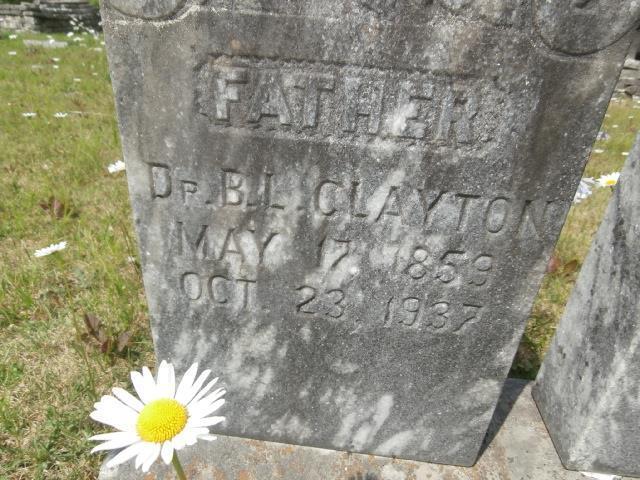 FATHER
DR. B. L. CLAYTON
MAY 17, 1859
OCT. 23, 1937